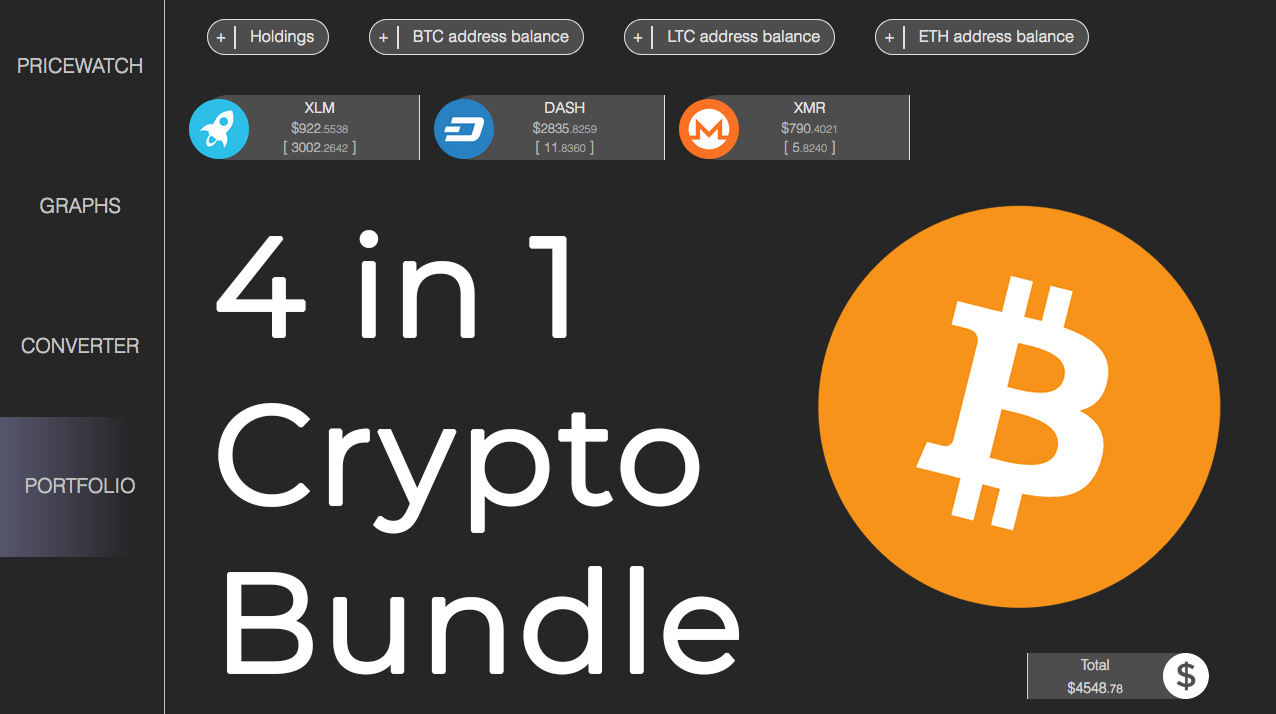 PRICEWATCH
GRAPHS
CONVERTER
PORTFOLIO
+ | Holdings
+ | BTC address balance
+ | LTC address balance
+ | ETH address balance
XLM
$922.5538
[ 3002.2642 ]
DASH
$2835.8259
[ 11.8360 ]
XMR
$790.4021
[ 5.8240 ]
4 in 1
Crypto
Bundle
Total
$4548.78
$